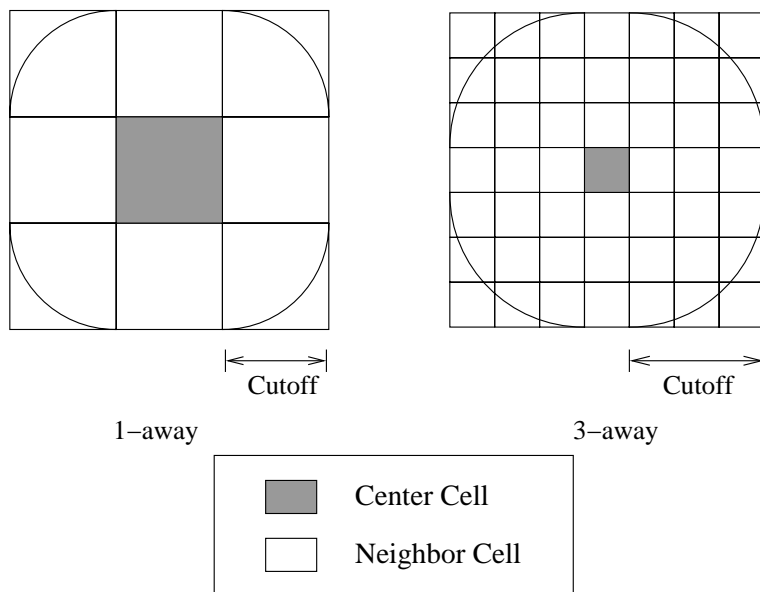 Cutoff
Cutoff
1–away
3–away
Center Cell
Neighbor Cell